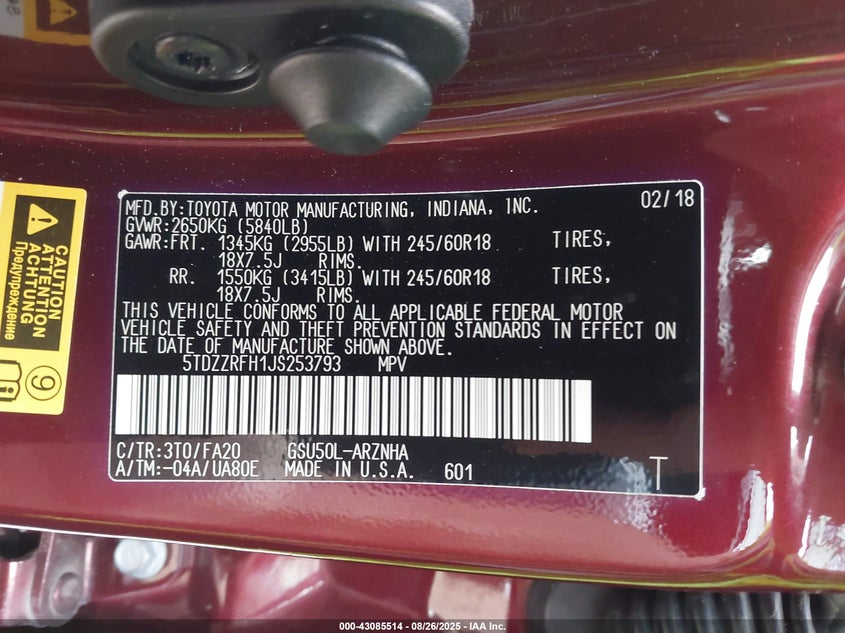 MFD.BY:TOYOTA MOTOR MANUFACTURING, INDIANA, INC. 02/18
GVWR:2650KG (5840LB)
GAWR:FRT. 1345KG (2955LB) WITH 245/60R18 TIRES,
18X7.5J RIMS.
RR. 1550KG (3415LB) WITH 245/60R18 TIRES,
18X7.5J RIMS.
THIS VEHICLE CONFORMS TO ALL APPLICABLE FEDERAL MOTOR
VEHICLE SAFETY AND THEFT PREVENTION STANDARDS IN EFFECT ON
THE DATE OF MANUFACTURE SHOWN ABOVE.
5TDZZRFH1JS253793 MPV
C/TR:3T0/FA20 GSU50L-ARZNHA
A/TM:-04A/UA80E MADE IN U.S.A. 601 T
CAUTION
ATTENTION
ACHTUNG
Предупреждение
9
000-43085514 - 08/26/2025 - IAA Inc.